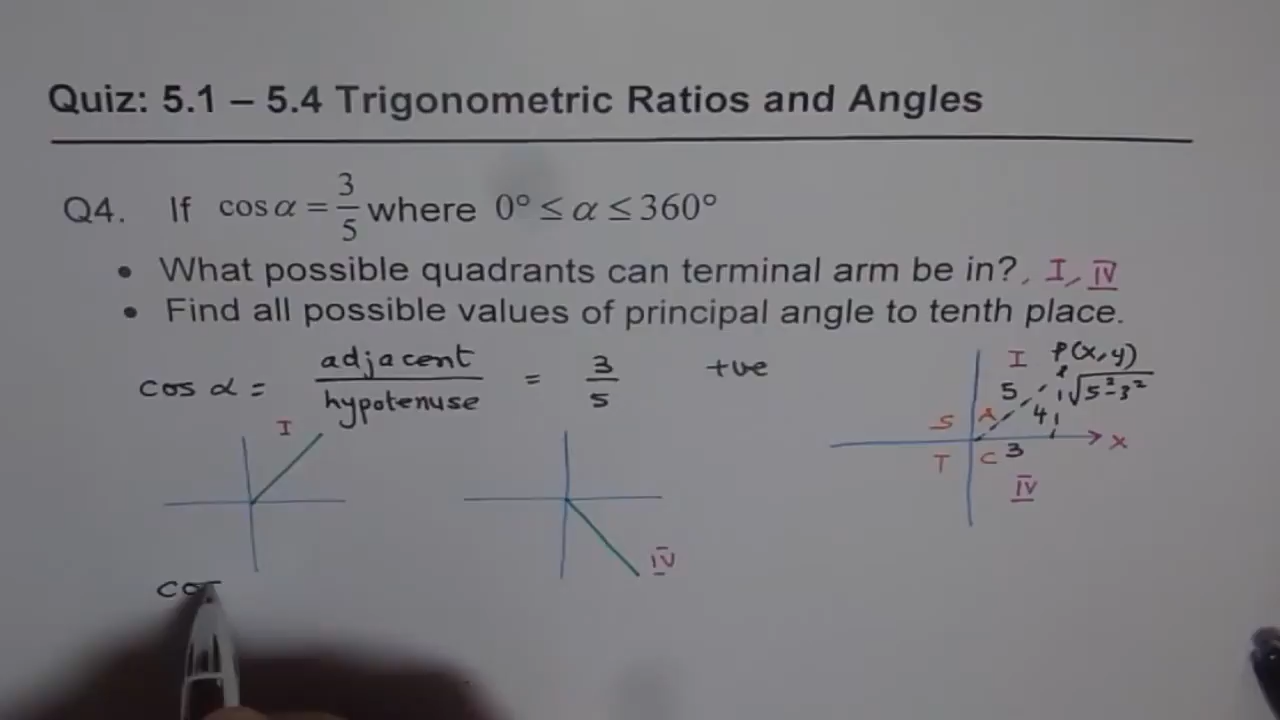 Quiz: 5.1 – 5.4 Trigonometric Ratios and Angles
Q4. If cos α = 3/5 where 0° ≤ α ≤ 360°
• What possible quadrants can terminal arm be in?, I, IV
• Find all possible values of principal angle to tenth place.
cos α = adjacent/hypotenuse = 3/5 +ve
I P(x,y)
5 √5²-3²
S A 4
x
T C 3
IV
I
IV
cos